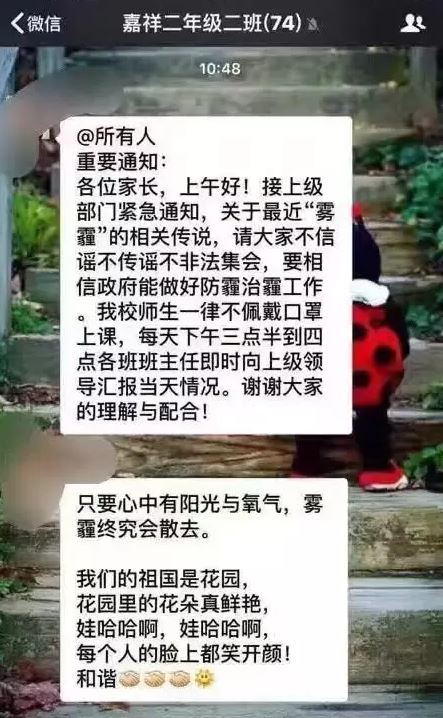 微信
嘉祥二年级二班(74)
10:48
@所有人
重要通知：
各位家长，上午好！接上级
部门紧急通知，关于最近“雾
霾”的相关传说，请大家不信
谣不传谣不非法集会，要相
信政府能做好防霾治霾工作
。我校师生一律不佩戴口罩
上课，每天下午三点半到四
点各班班主任即时向上级领
导汇报当天情况。谢谢大家
的理解与配合！
只要心中有阳光与氧气，雾
霾终究会散去。
我们的祖国是花园，
花园里的花朵真鲜艳，
娃哈哈啊，娃哈哈啊，
每个人的脸上都笑开颜！
和谐🤝🤝🤝🌞